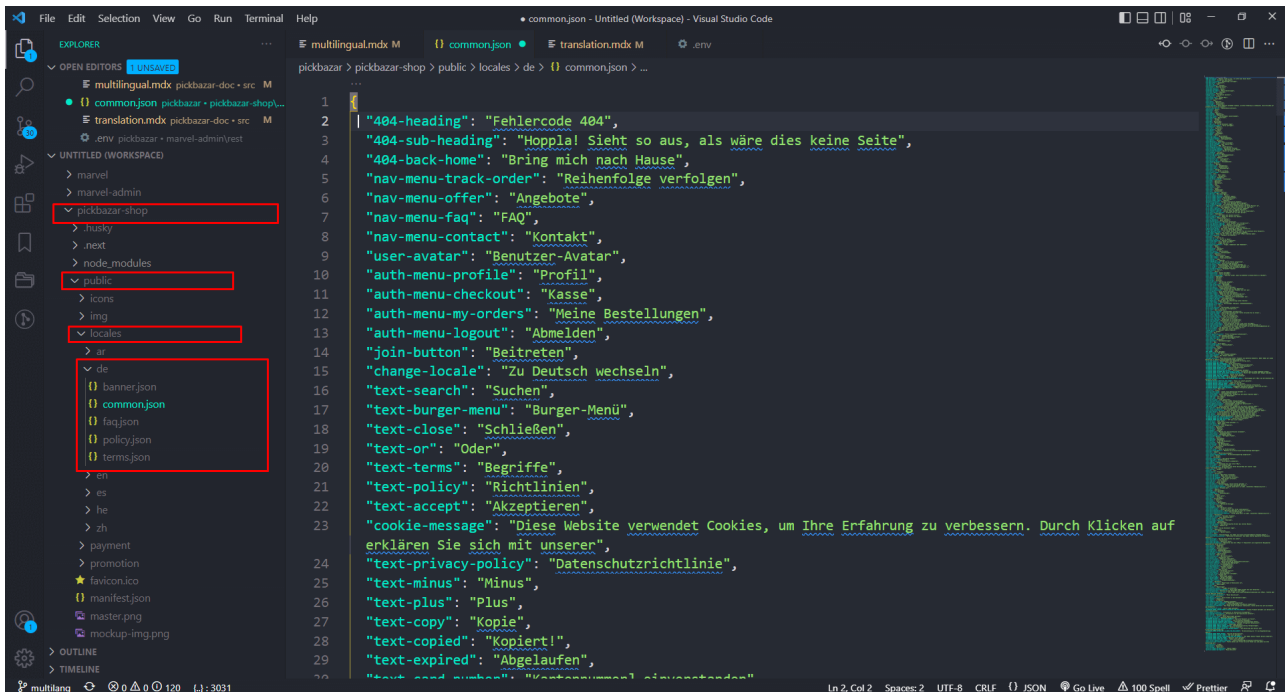 File Edit Selection View Go Run Terminal Help
● common.json - Untitled (Workspace) - Visual Studio Code
EXPLORER
multilingual.mdx M
{} common.json ●
translation.mdx M
.env
OPEN EDITORS 1 UNSAVED
pickbazar > pickbazar-shop > public > locales > de > {} common.json > ...
multilingual.mdx pickbazar-doc • src M
● {} common.json pickbazar • pickbazar-shop\...
translation.mdx pickbazar-doc • src M
.env pickbazar • marvel-admin\rest
30
1
UNTITLED (WORKSPACE)
> marvel
> marvel-admin
pickbazar-shop
> .husky
> .next
> node_modules
public
> icons
> img
locales
> ar
de
{} banner.json
{} common.json
{} faq.json
{} policy.json
{} terms.json
> en
> es
> he
> zh
> payment
> promotion
favicon.ico
{} manifest.json
master.png
mockup-img.png
> OUTLINE
> TIMELINE
1 {
2 "404-heading": "Fehlercode 404",
3 "404-sub-heading": "Hoppla! Sieht so aus, als wäre dies keine Seite",
4 "404-back-home": "Bring mich nach Hause",
5 "nav-menu-track-order": "Reihenfolge verfolgen",
6 "nav-menu-offer": "Angebote",
7 "nav-menu-faq": "FAQ",
8 "nav-menu-contact": "Kontakt",
9 "user-avatar": "Benutzer-Avatar",
10 "auth-menu-profile": "Profil",
11 "auth-menu-checkout": "Kasse",
12 "auth-menu-my-orders": "Meine Bestellungen",
13 "auth-menu-logout": "Abmelden",
14 "join-button": "Beitreten",
15 "change-locale": "Zu Deutsch wechseln",
16 "text-search": "Suchen",
17 "text-burger-menu": "Burger-Menü",
18 "text-close": "Schließen",
19 "text-or": "Oder",
20 "text-terms": "Begriffe",
21 "text-policy": "Richtlinien",
22 "text-accept": "Akzeptieren",
23 "cookie-message": "Diese Website verwendet Cookies, um Ihre Erfahrung zu verbessern. Durch Klicken auf
erklären Sie sich mit unserer",
24 "text-privacy-policy": "Datenschutzrichtlinie",
25 "text-minus": "Minus",
26 "text-plus": "Plus",
27 "text-copy": "Kopie",
28 "text-copied": "Kopiert!",
29 "text-expired": "Abgelaufen",
multilang 0 0 120 {..} : 3031
Ln 2, Col 2 Spaces: 2 UTF-8 CRLF {} JSON Go Live 100 Spell Prettier